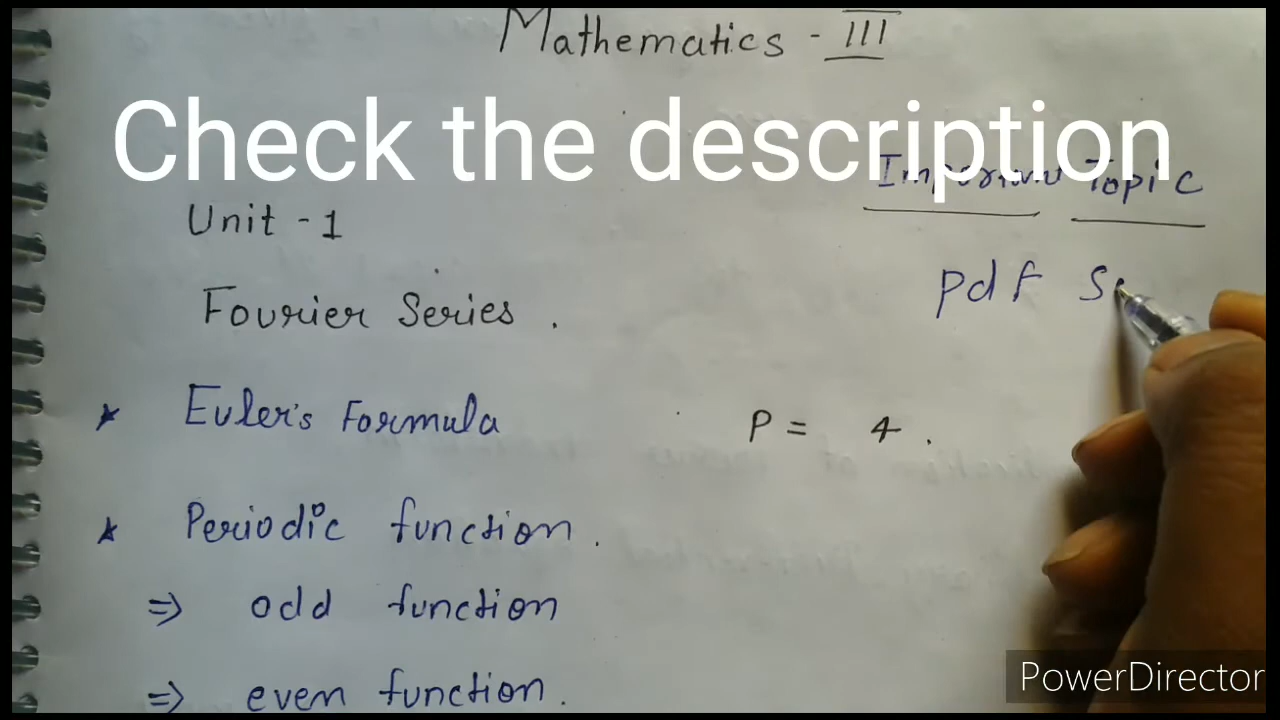 Mathematics - III
Check the description
Important Topic
Unit - 1
pdf
Fourier Series .
* Euler's Formula
P = 4 .
* Periodic function .
⇒ odd function
⇒ even function .
PowerDirector